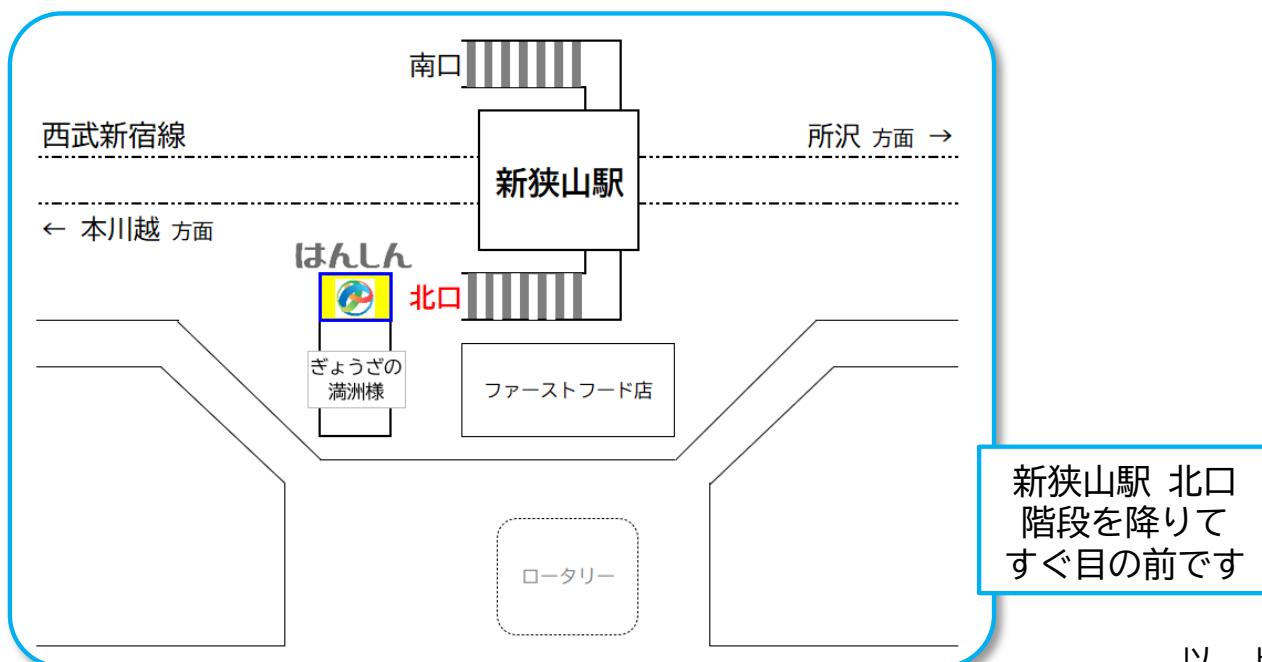 南口
西武新宿線
所沢 方面 →
新狭山駅
← 本川越 方面
はんしん
北口
ぎょうざの
満洲様
ファーストフード店
ロータリー
新狭山駅 北口
階段を降りて
すぐ目の前です
以